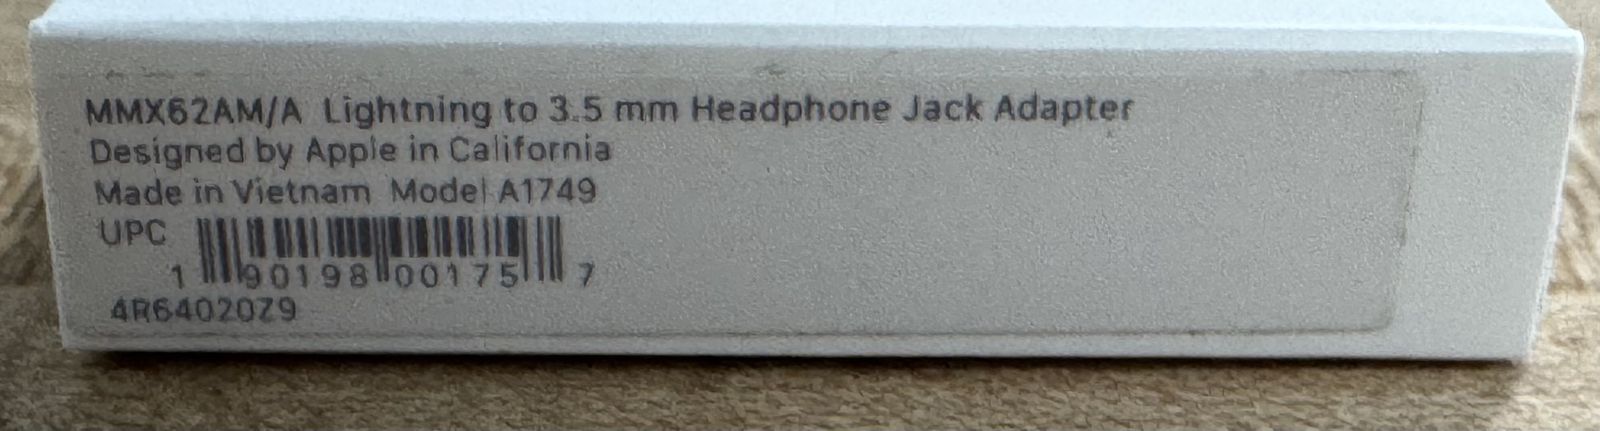 MMX62AM/A Lightning to 3.5 mm Headphone Jack Adapter
Designed by Apple in California
Made in Vietnam Model A1749
UPC
1 90198 00175 7
4R64020Z9